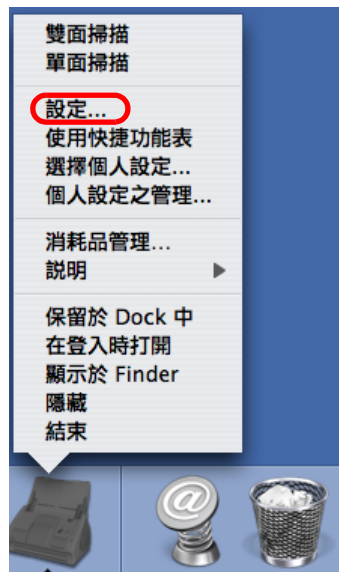 雙面掃描
單面掃描
設定...
使用快捷功能表
選擇個人設定...
個人設定之管理...
消耗品管理...
説明
保留於 Dock 中
在登入時打開
顯示於 Finder
隱藏
結束
@